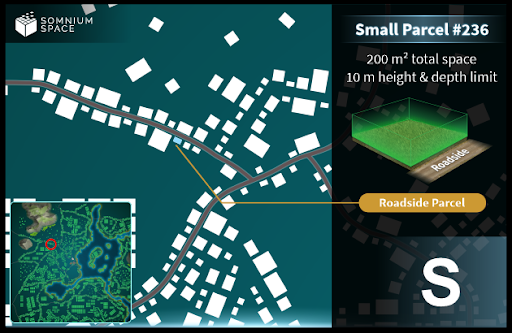 SOMNIUM
SPACE
Small Parcel #236
200 m² total space
10 m height & depth limit
Roadside
Roadside Parcel
S